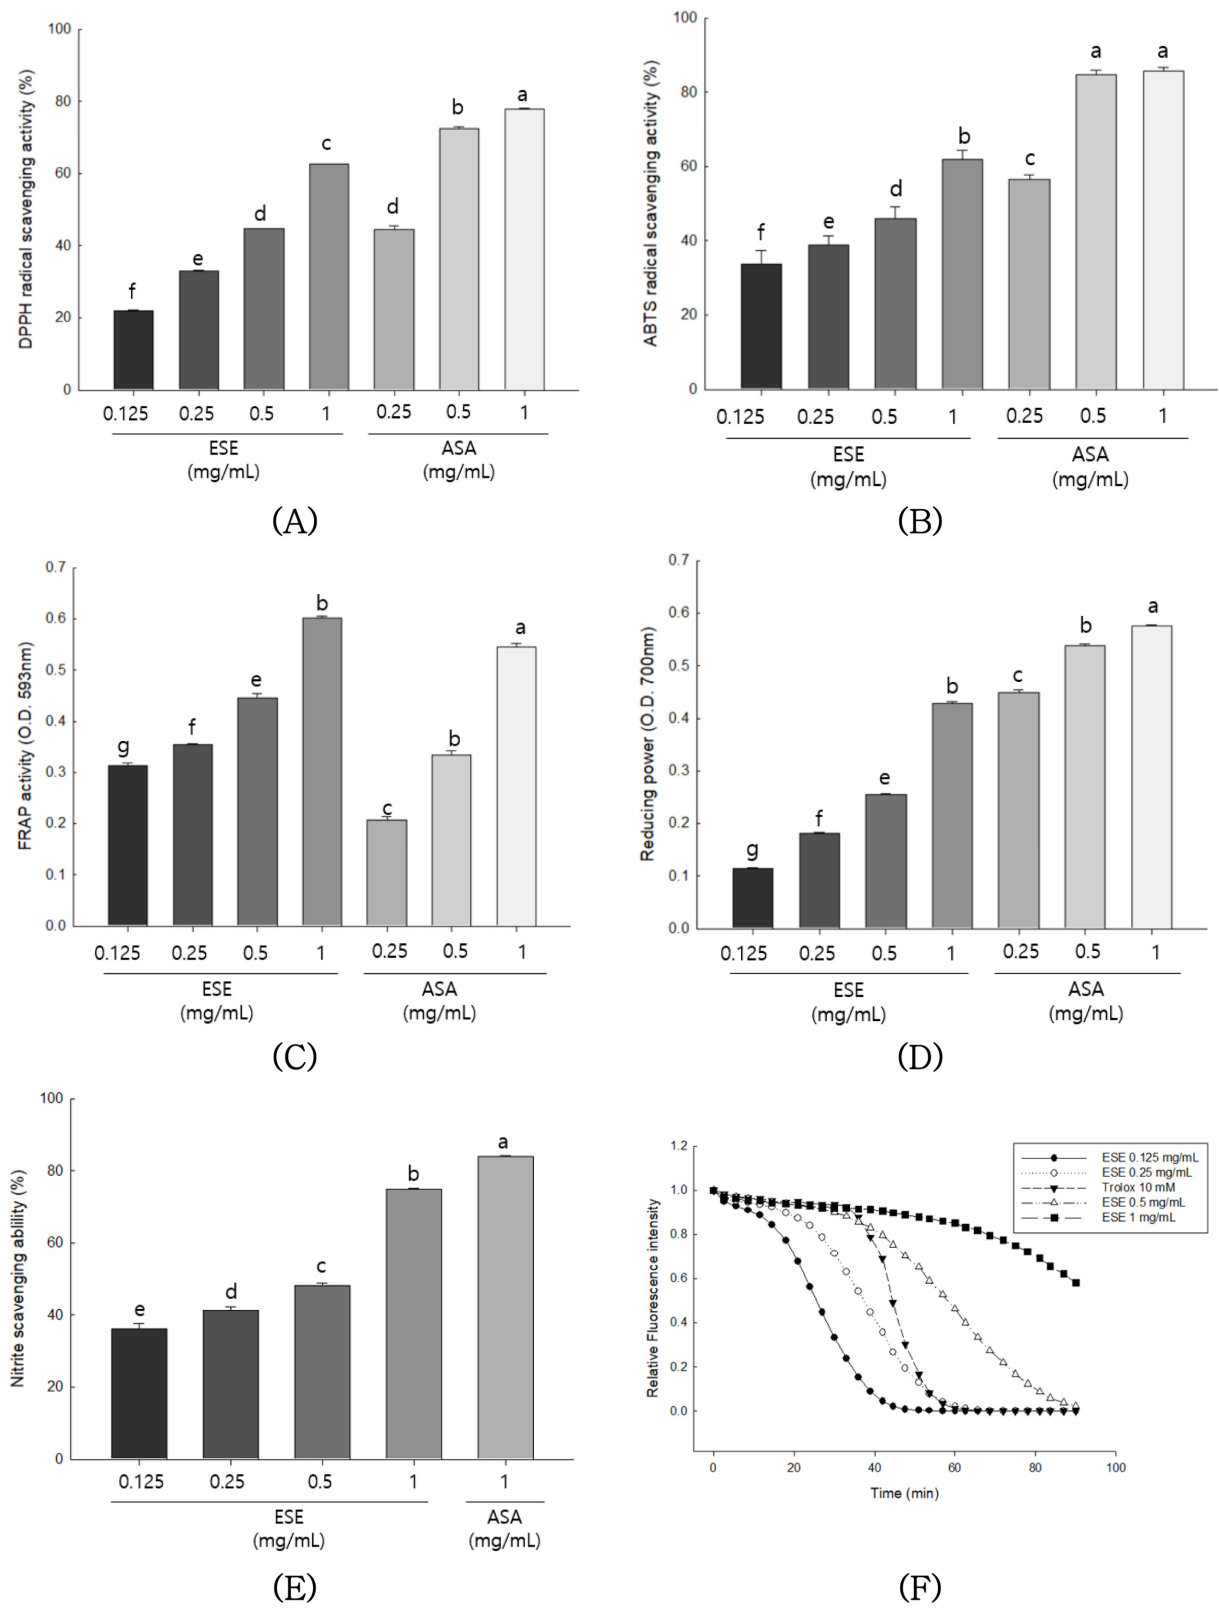 DPPH radical scavenging activity (%)
100
80
60
40
20
0
f
e
d
c
d
b
a
0.125 0.25 0.5 1 0.25 0.5 1
ESE ASA
(mg/mL) (mg/mL)
(A)
ABTS radical scavenging activity (%)
100
80
60
40
20
0
f
e
d
b
c
a
a
0.125 0.25 0.5 1 0.25 0.5 1
ESE ASA
(mg/mL) (mg/mL)
(B)
FRAP activity (O.D. 593nm)
0.7
0.6
0.5
0.4
0.3
0.2
0.1
0.0
g
f
e
b
c
b
a
0.125 0.25 0.5 1 0.25 0.5 1
ESE ASA
(mg/mL) (mg/mL)
(C)
Reducing power (O.D. 700nm)
0.7
0.6
0.5
0.4
0.3
0.2
0.1
0.0
g
f
e
b
c
b
a
0.125 0.25 0.5 1 0.25 0.5 1
ESE ASA
(mg/mL) (mg/mL)
(D)
Nitrite scavenging ablility (%)
100
80
60
40
20
0
e
d
c
b
a
0.125 0.25 0.5 1 1
ESE ASA
(mg/mL) (mg/mL)
(E)
Relative Fluorescence intensity
1.2
1.0
0.8
0.6
0.4
0.2
0.0
ESE 0.125 mg/mL
ESE 0.25 mg/mL
Trolox 10 mM
ESE 0.5 mg/mL
ESE 1 mg/mL
0 20 40 60 80 100
Time (min)
(F)